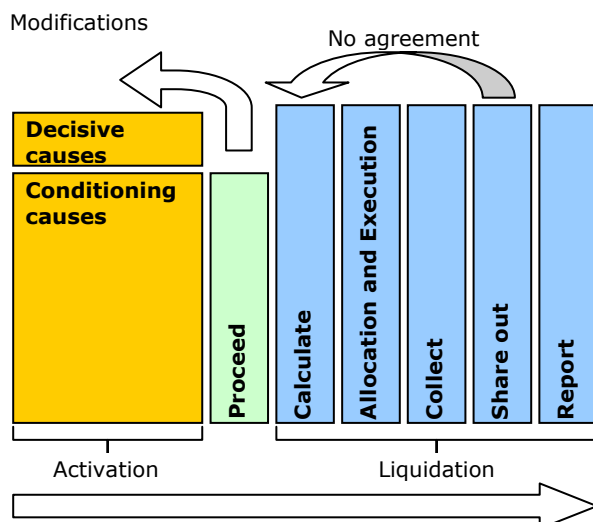 Modifications
No agreement
Decisive
causes
Conditioning
causes
Proceed
Calculate
Allocation and Execution
Collect
Share out
Report
Activation
Liquidation